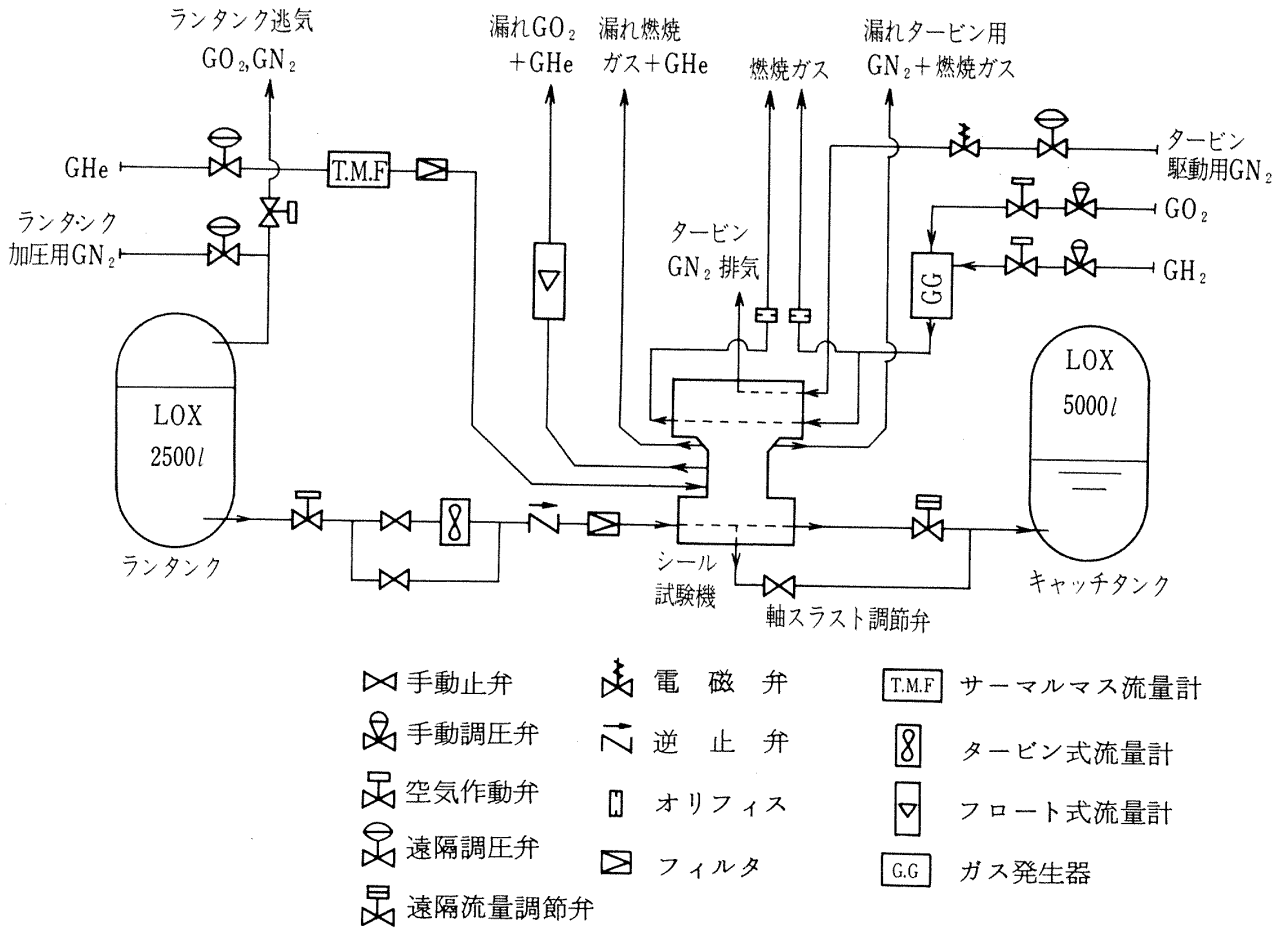 ランタンク逃気
GO₂,GN₂
漏れGO₂
+GHe
漏れ燃焼
ガス+GHe
燃焼ガス
漏れタービン用
GN₂+燃焼ガス
GHe
T.M.F
タービン
駆動用GN₂
ランタンク
加圧用GN₂
GO₂
タービン
GN₂排気
GG
GH₂
LOX
2500l
LOX
5000l
ランタンク
シール
試験機
軸スラスト調節弁
キャッチタンク
手動止弁
電磁弁
T.M.F サーマルマス流量計
手動調圧弁
逆止弁
タービン式流量計
空気作動弁
オリフィス
フロート式流量計
遠隔調圧弁
フィルタ
G.G ガス発生器
遠隔流量調節弁